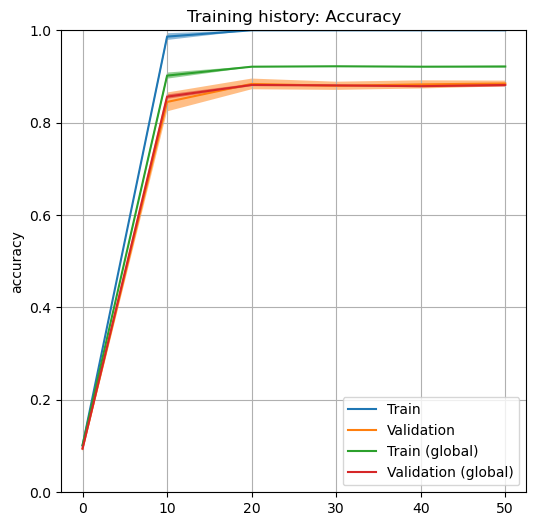 Training history: Accuracy
1.0
0.8
0.6
0.4
0.2
0.0
accuracy
0 10 20 30 40 50
Train
Validation
Train (global)
Validation (global)